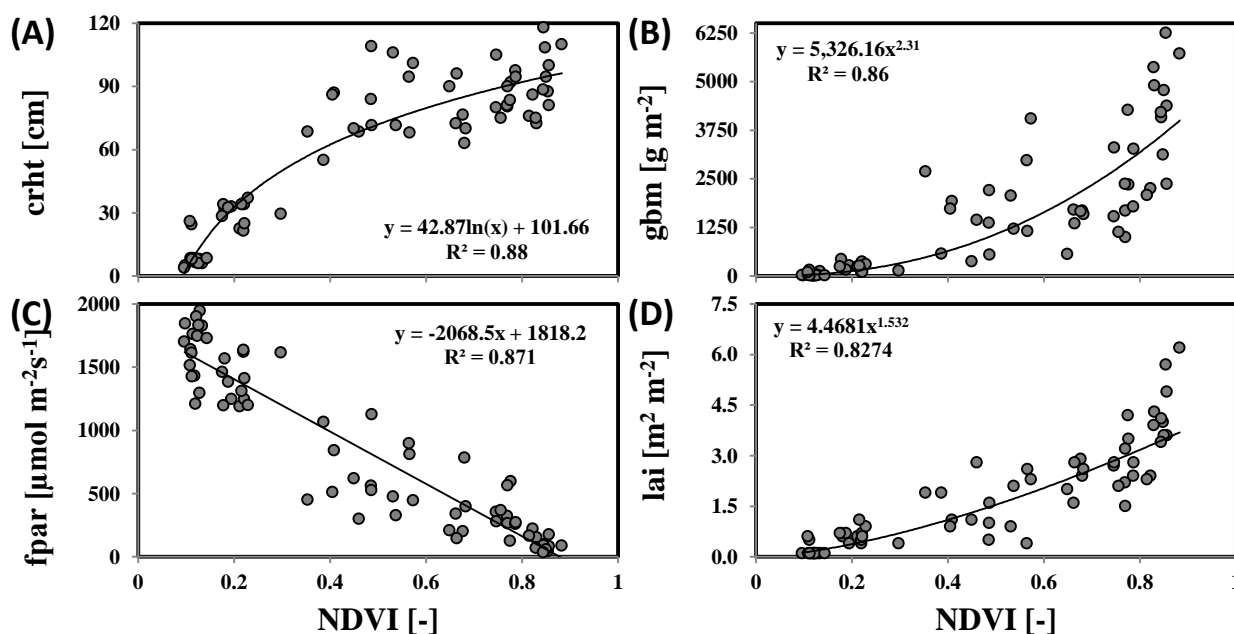 (A)
crht [cm]
120
90
60
30
0
y = 42.87ln(x) + 101.66
R² = 0.88
(B)
gbm [g m⁻²]
6250
5000
3750
2500
1250
0
y = 5,326.16x²·³¹
R² = 0.86
(C)
fpar [µmol m⁻²s⁻¹]
2000
1500
1000
500
0
y = -2068.5x + 1818.2
R² = 0.871
0 0.2 0.4 0.6 0.8 1
NDVI [-]
(D)
lai [m² m⁻²]
7.5
6.0
4.5
3.0
1.5
0.0
y = 4.4681x¹·⁵³²
R² = 0.8274
0 0.2 0.4 0.6 0.8 1
NDVI [-]